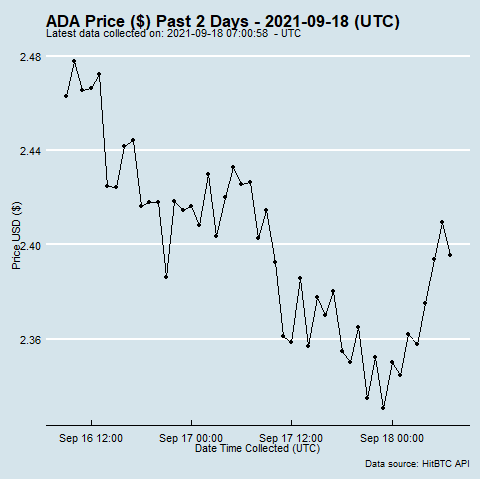 ADA Price ($) Past 2 Days - 2021-09-18 (UTC)
Latest data collected on: 2021-09-18 07:00:58 - UTC
2.48
2.44
2.40
2.36
Price USD ($)
Sep 16 12:00 Sep 17 00:00 Sep 17 12:00 Sep 18 00:00
Date Time Collected (UTC)
Data source: HitBTC API